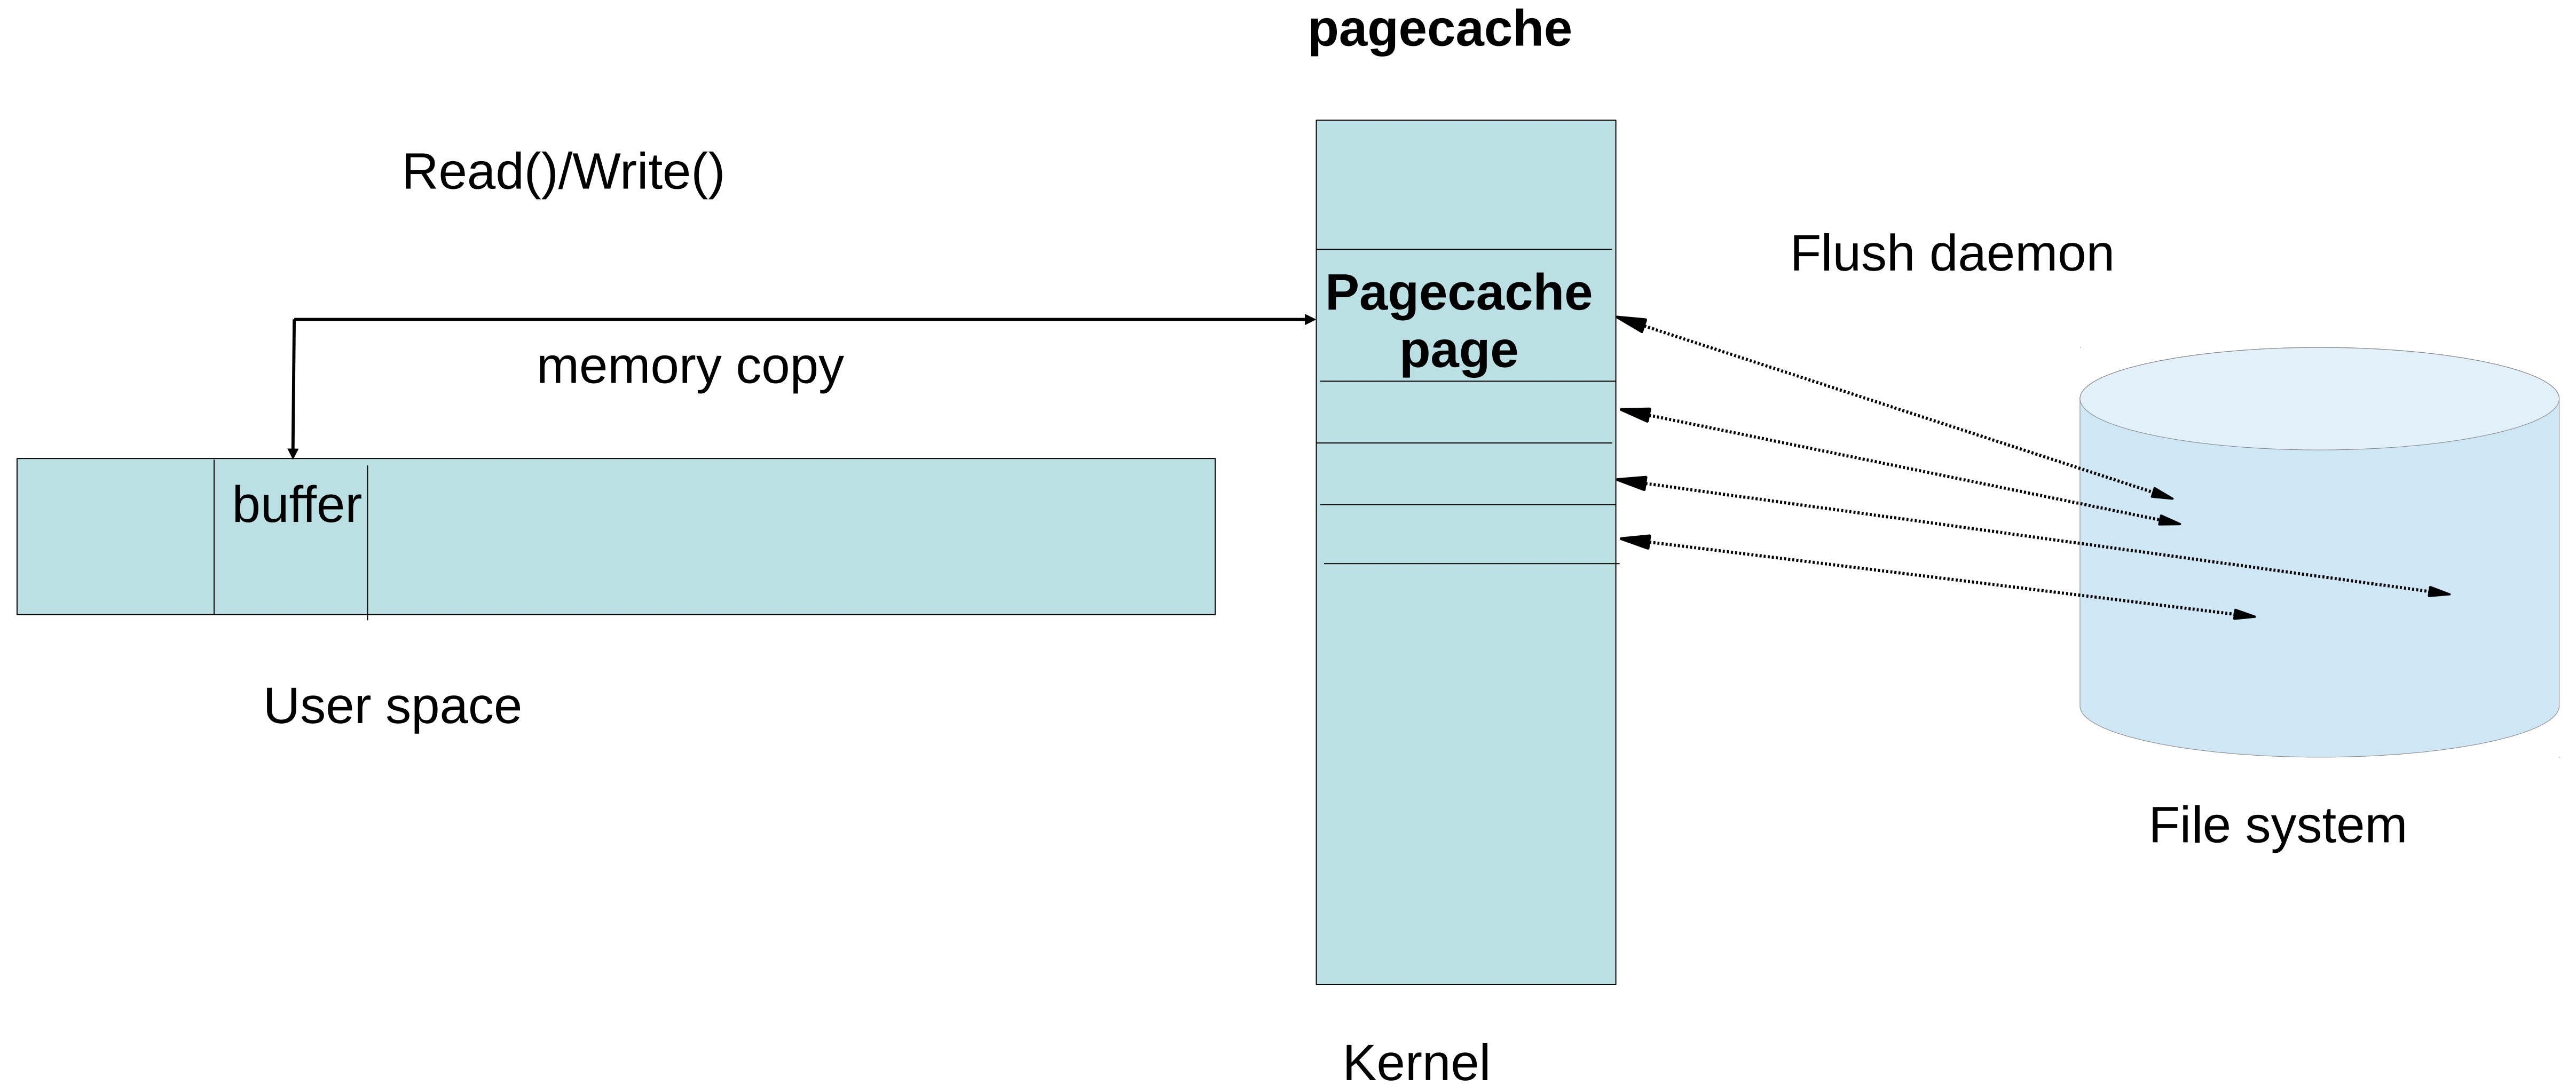 pagecache
Read()/Write()
Flush daemon
Pagecache
page
memory copy
buffer
User space
File system
Kernel